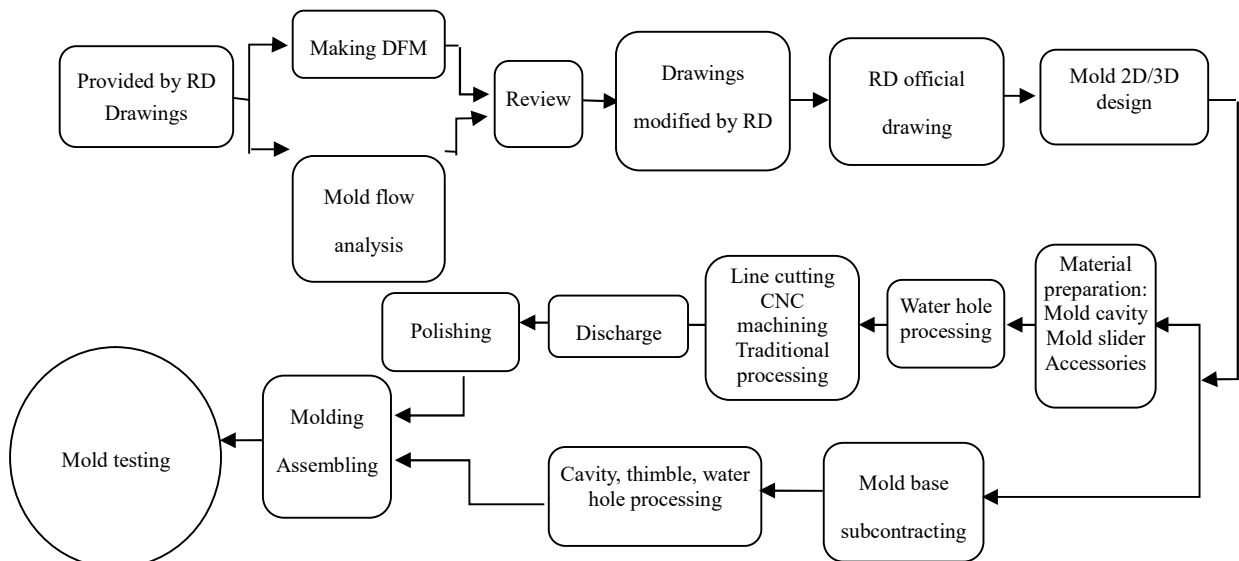 Provided by RD
Drawings
Making DFM
Mold flow
analysis
Review
Drawings
modified by RD
RD official
drawing
Mold 2D/3D
design
Material
preparation:
Mold cavity
Mold slider
Accessories
Water hole
processing
Line cutting
CNC
machining
Traditional
processing
Discharge
Polishing
Mold base
subcontracting
Cavity, thimble, water
hole processing
Molding
Assembling
Mold testing